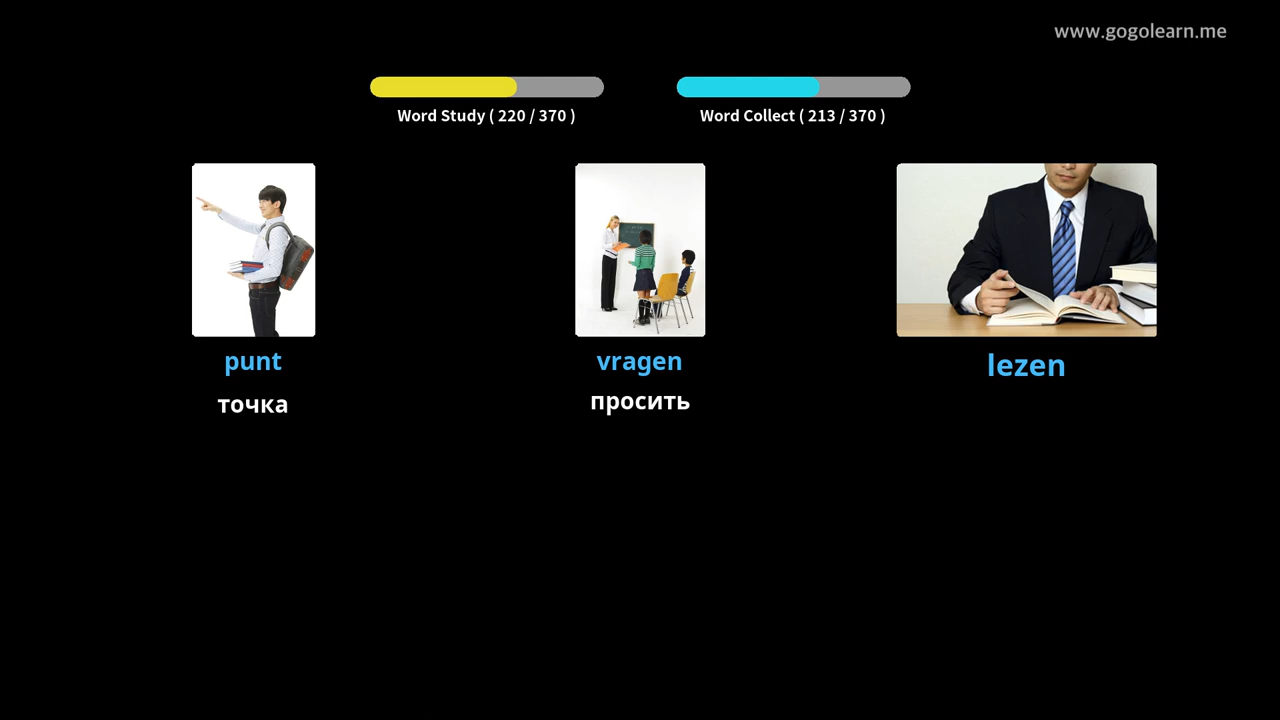 www.gogolearn.me
Word Study ( 220 / 370 )
Word Collect ( 213 / 370 )
punt
точка
vragen
просить
lezen